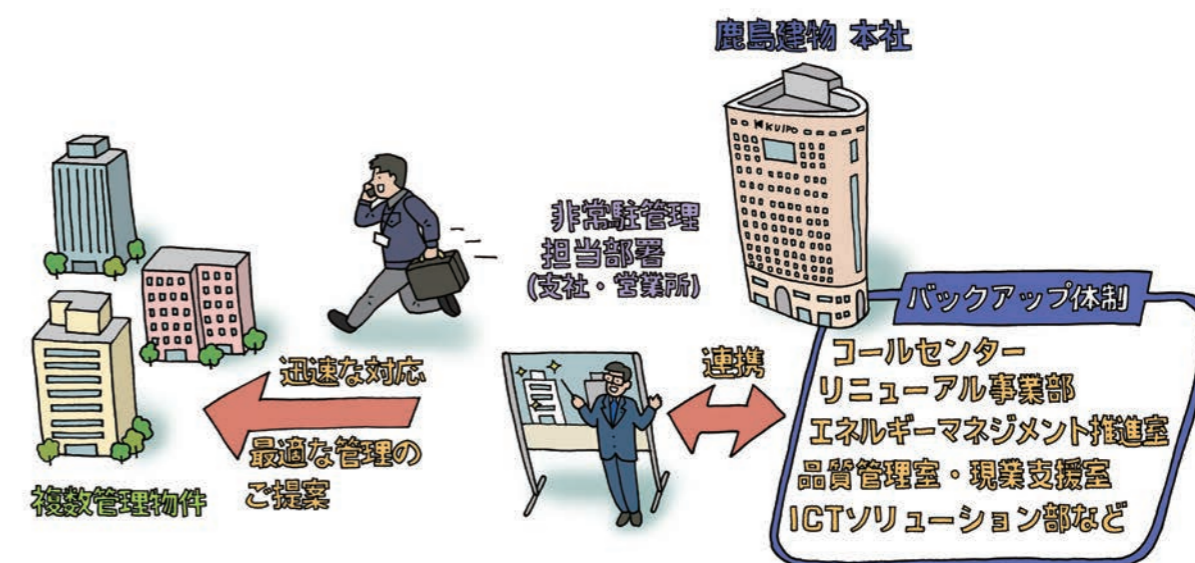 鹿島建物 本社
KUIPO
非常駐管理
担当部署
(支社・営業所)
バックアップ体制
コールセンター
リニューアル事業部
エネルギーマネジメント推進室
品質管理室・現業支援室
ICTソリューション部など
連携
迅速な対応
最適な管理の
ご提案
複数管理物件